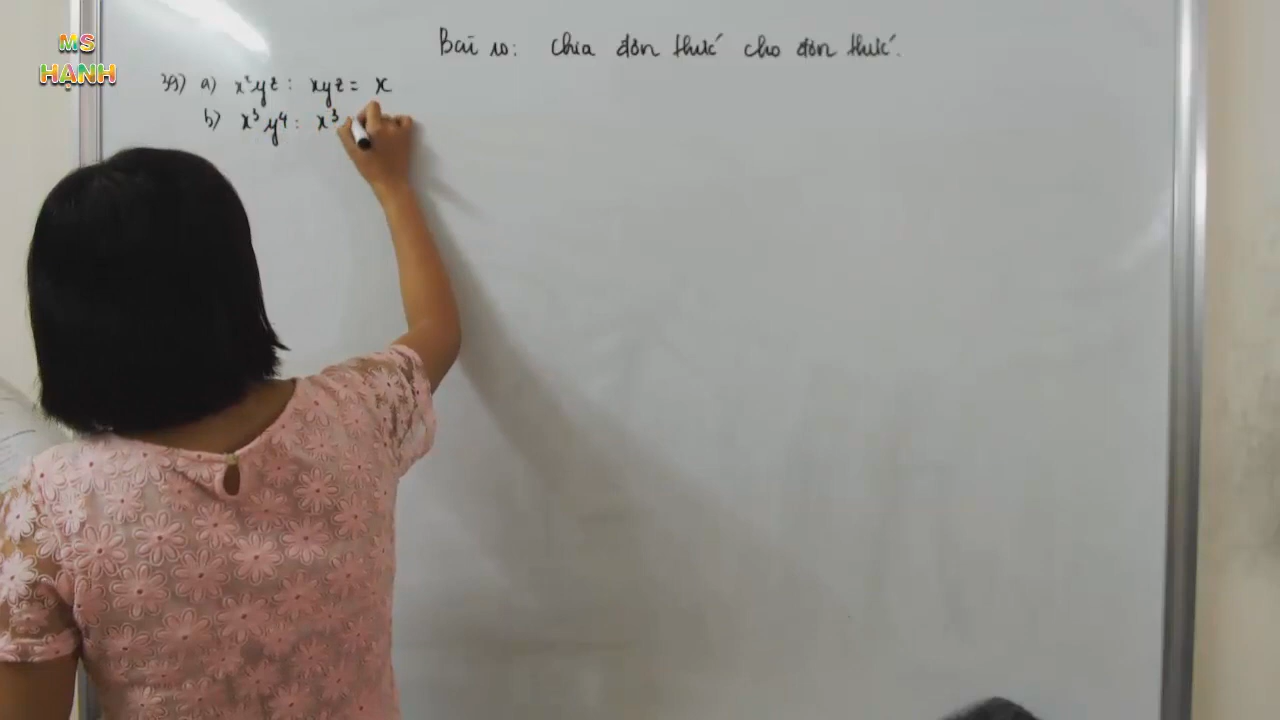 MS
HẠNH
Bài 10: chia đơn thức cho đơn thức.
39) a) x²yz : xyz = x
b) x³y⁴ : x³